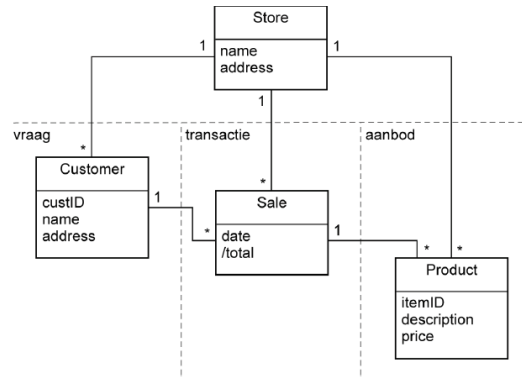 Store
name
address
1
1
1
vraag
transactie
aanbod
*
Customer
custID
name
address
1
*
*
Sale
date
/total
1
*
*
Product
itemID
description
price